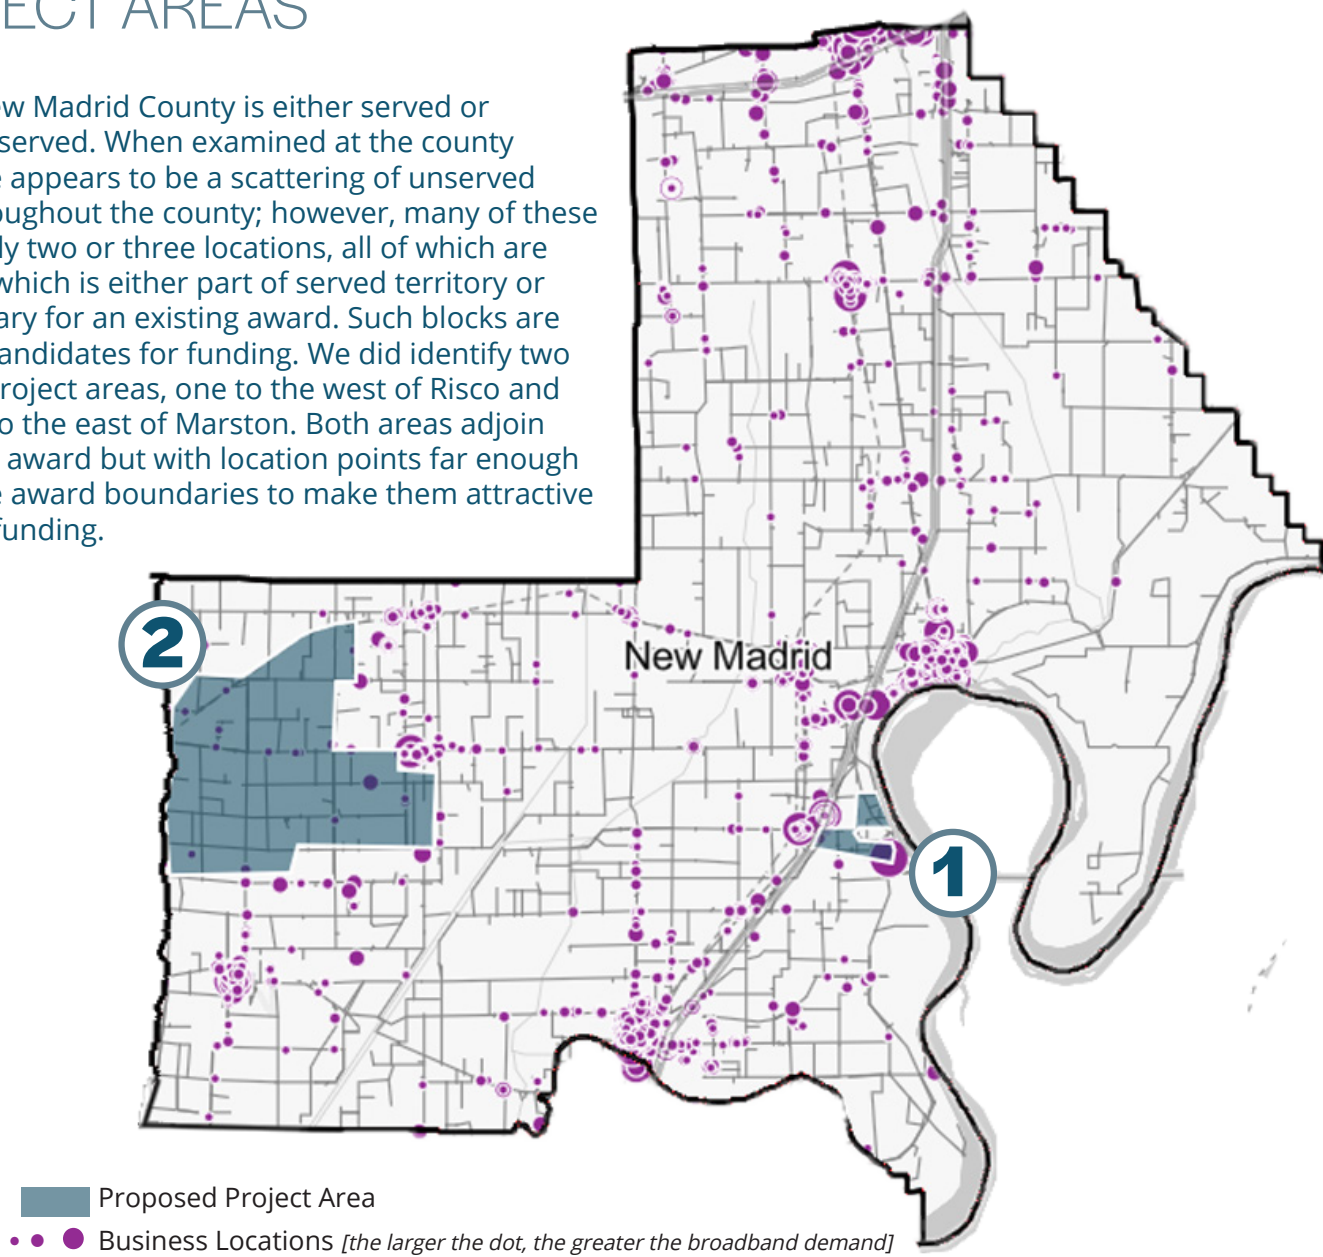 ECT AREAS
ew Madrid County is either served or
served. When examined at the county
e appears to be a scattering of unserved
oughout the county; however, many of these
ly two or three locations, all of which are
which is either part of served territory or
ary for an existing award. Such blocks are
andidates for funding. We did identify two
roject areas, one to the west of Risco and
o the east of Marston. Both areas adjoin
award but with location points far enough
e award boundaries to make them attractive
funding.
2
New Madrid
1
Proposed Project Area
Business Locations [the larger the dot, the greater the broadband demand]